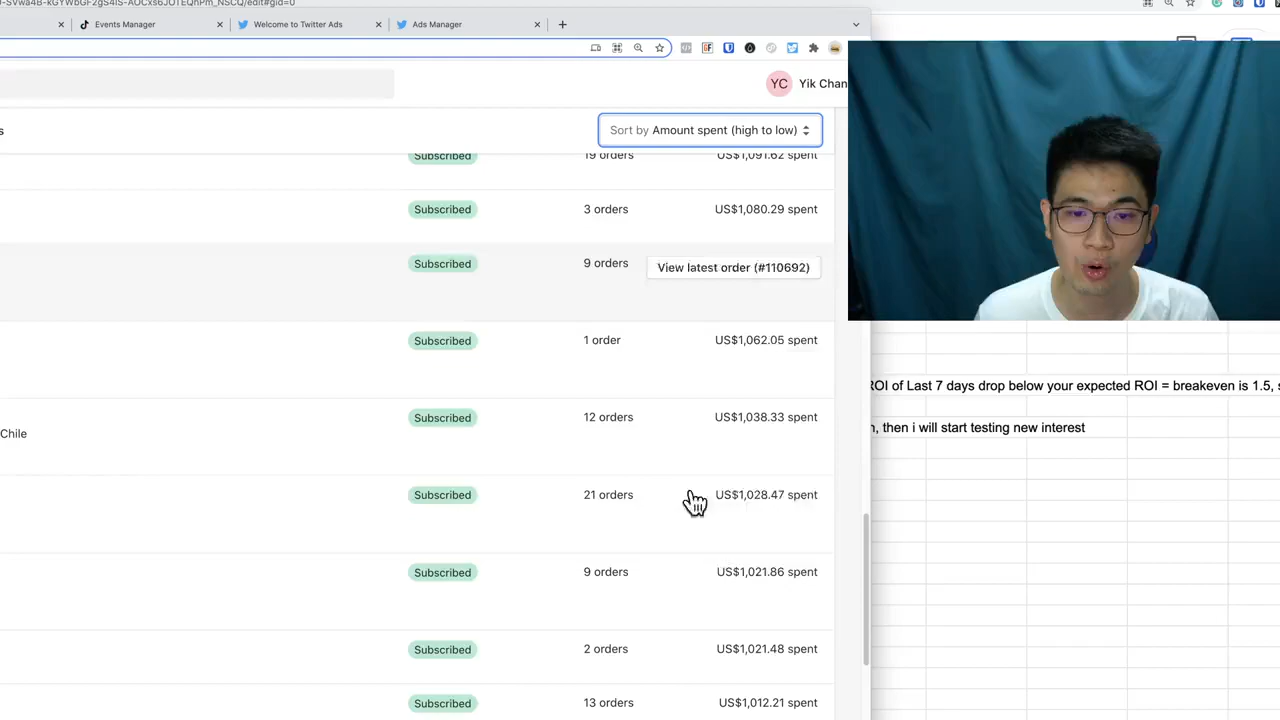 Events Manager
Welcome to Twitter Ads
Ads Manager
YC Yik Chan
Sort by Amount spent (high to low)
s
Subscribed 19 orders US$1,091.62 spent
Subscribed 3 orders US$1,080.29 spent
Subscribed 9 orders View latest order (#110692)
Subscribed 1 order US$1,062.05 spent
Subscribed 12 orders US$1,038.33 spent
Chile
Subscribed 21 orders US$1,028.47 spent
Subscribed 9 orders US$1,021.86 spent
Subscribed 2 orders US$1,021.48 spent
Subscribed 13 orders US$1,012.21 spent
ROI of Last 7 days drop below your expected ROI = breakeven is 1.5, s
n, then i will start testing new interest